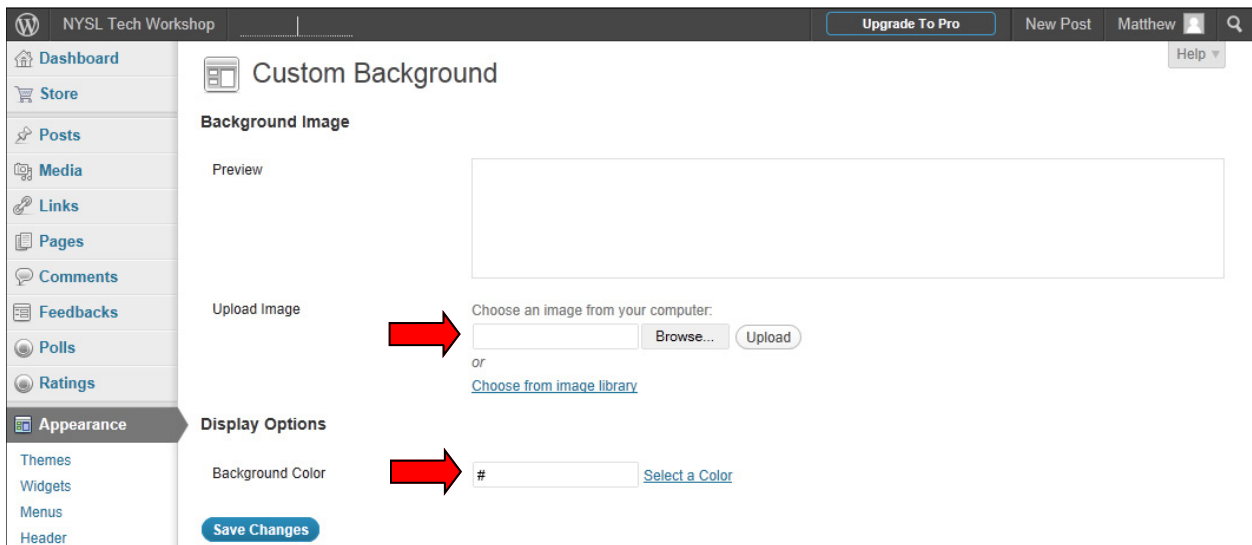 NYSL Tech Workshop
Upgrade To Pro
New Post
Matthew
Help
Dashboard
Store
Posts
Media
Links
Pages
Comments
Feedbacks
Polls
Ratings
Appearance
Themes
Widgets
Menus
Header
Custom Background
Background Image
Preview
Upload Image
Choose an image from your computer:
Browse... Upload
or
Choose from image library
Display Options
Background Color
# Select a Color
Save Changes